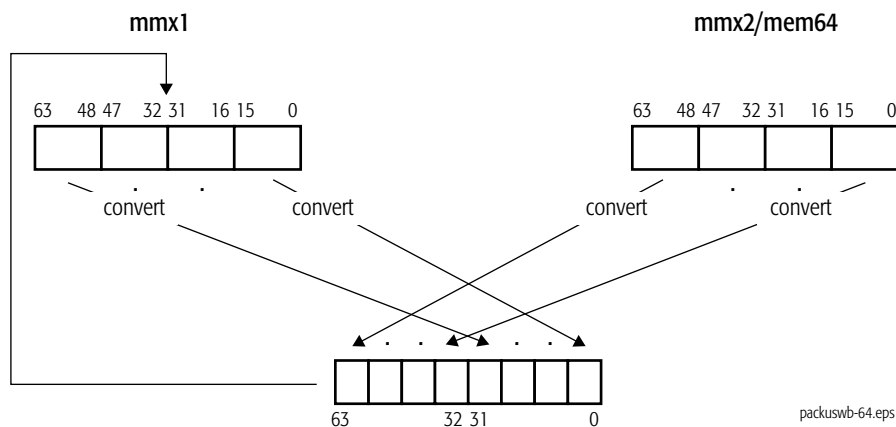 mmx1 mmx2/mem64
63 48 47 32 31 16 15 0 63 48 47 32 31 16 15 0
. . . .
convert convert convert convert
. . . . . .
63 32 31 0
packuswb-64.eps